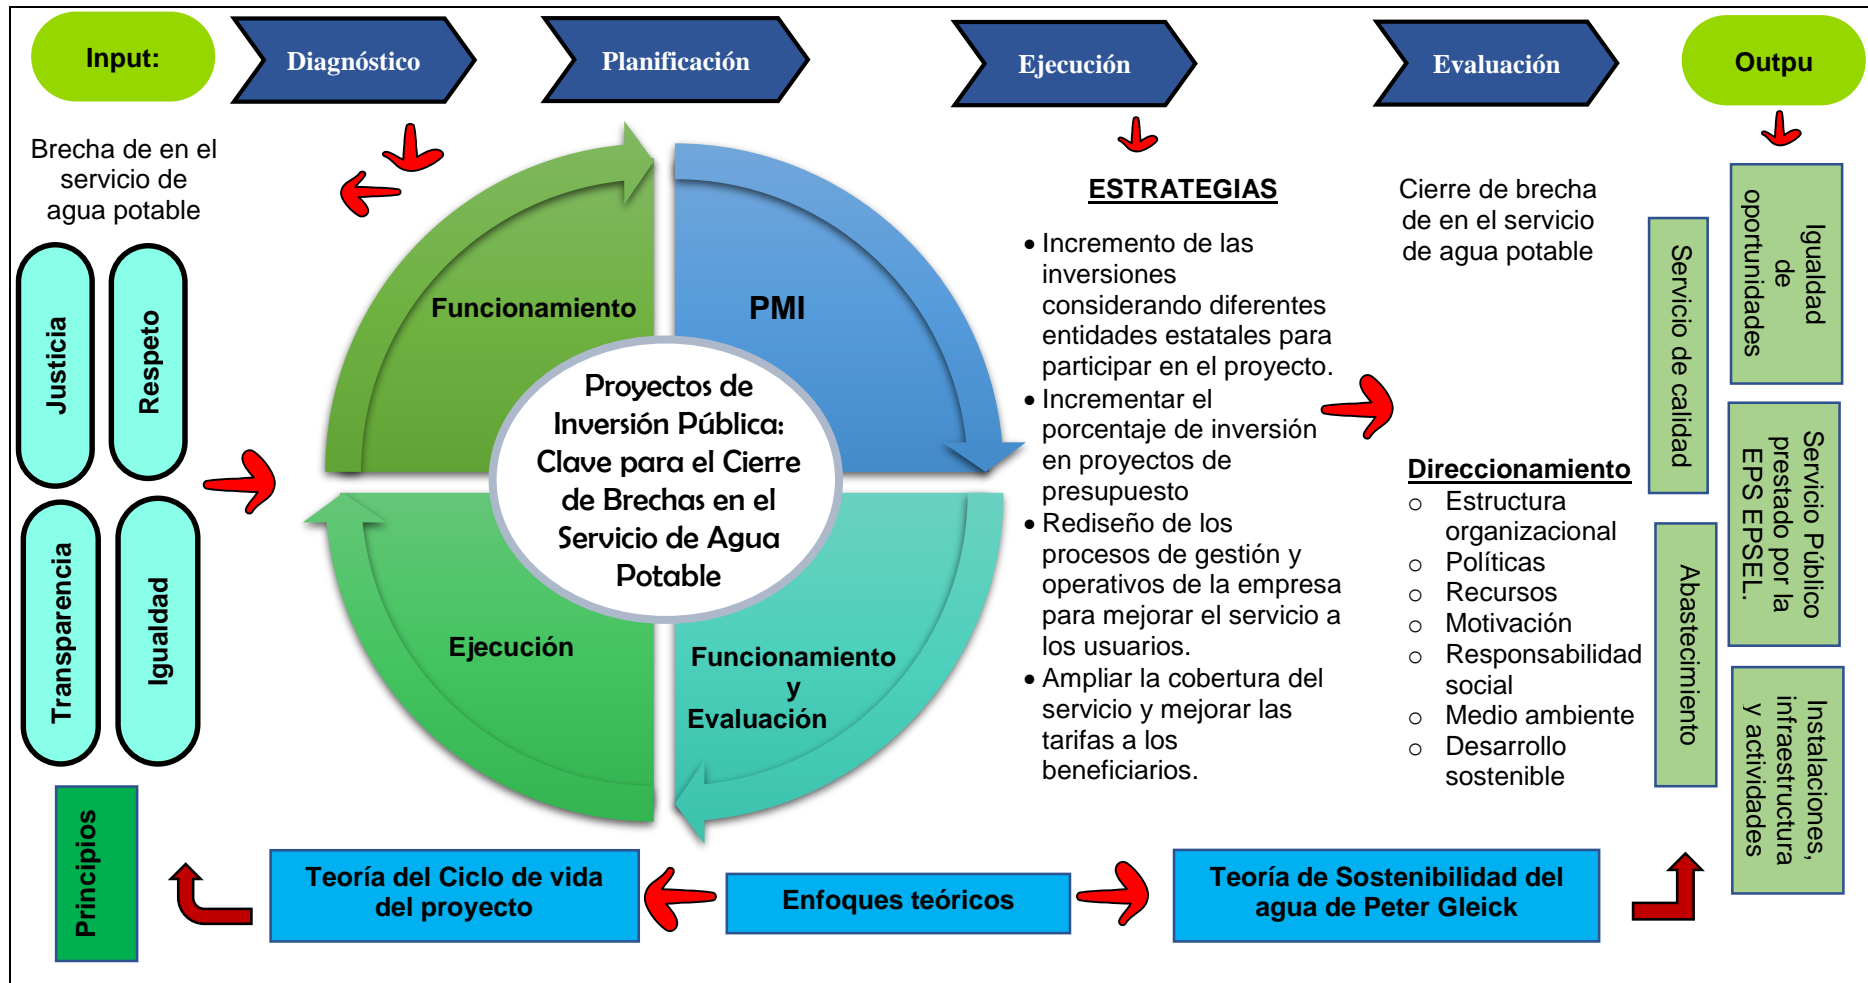 Input:
Diagnóstico
Planificación
Ejecución
Evaluación
Outpu
Brecha de en el
servicio de
agua potable
Justicia
Respeto
Transparencia
Igualdad
Principios
Funcionamiento
PMI
Proyectos de
Inversión Pública:
Clave para el Cierre
de Brechas en el
Servicio de Agua
Potable
Ejecución
Funcionamiento
y
Evaluación
ESTRATEGIAS
• Incremento de las
inversiones
considerando diferentes
entidades estatales para
participar en el proyecto.
• Incrementar el
porcentaje de inversión
en proyectos de
presupuesto
• Rediseño de los
procesos de gestión y
operativos de la empresa
para mejorar el servicio a
los usuarios.
• Ampliar la cobertura del
servicio y mejorar las
tarifas a los
beneficiarios.
Cierre de brecha
de en el servicio
de agua potable
Direccionamiento
o Estructura
organizacional
o Políticas
o Recursos
o Motivación
o Responsabilidad
social
o Medio ambiente
o Desarrollo
sostenible
Servicio de calidad
Abastecimiento
Igualdad
de
oportunidades
Servicio Público
prestado por la
EPS EPSEL.
Instalaciones,
infraestructura
y actividades
Teoría del Ciclo de vida
del proyecto
Enfoques teóricos
Teoría de Sostenibilidad del
agua de Peter Gleick